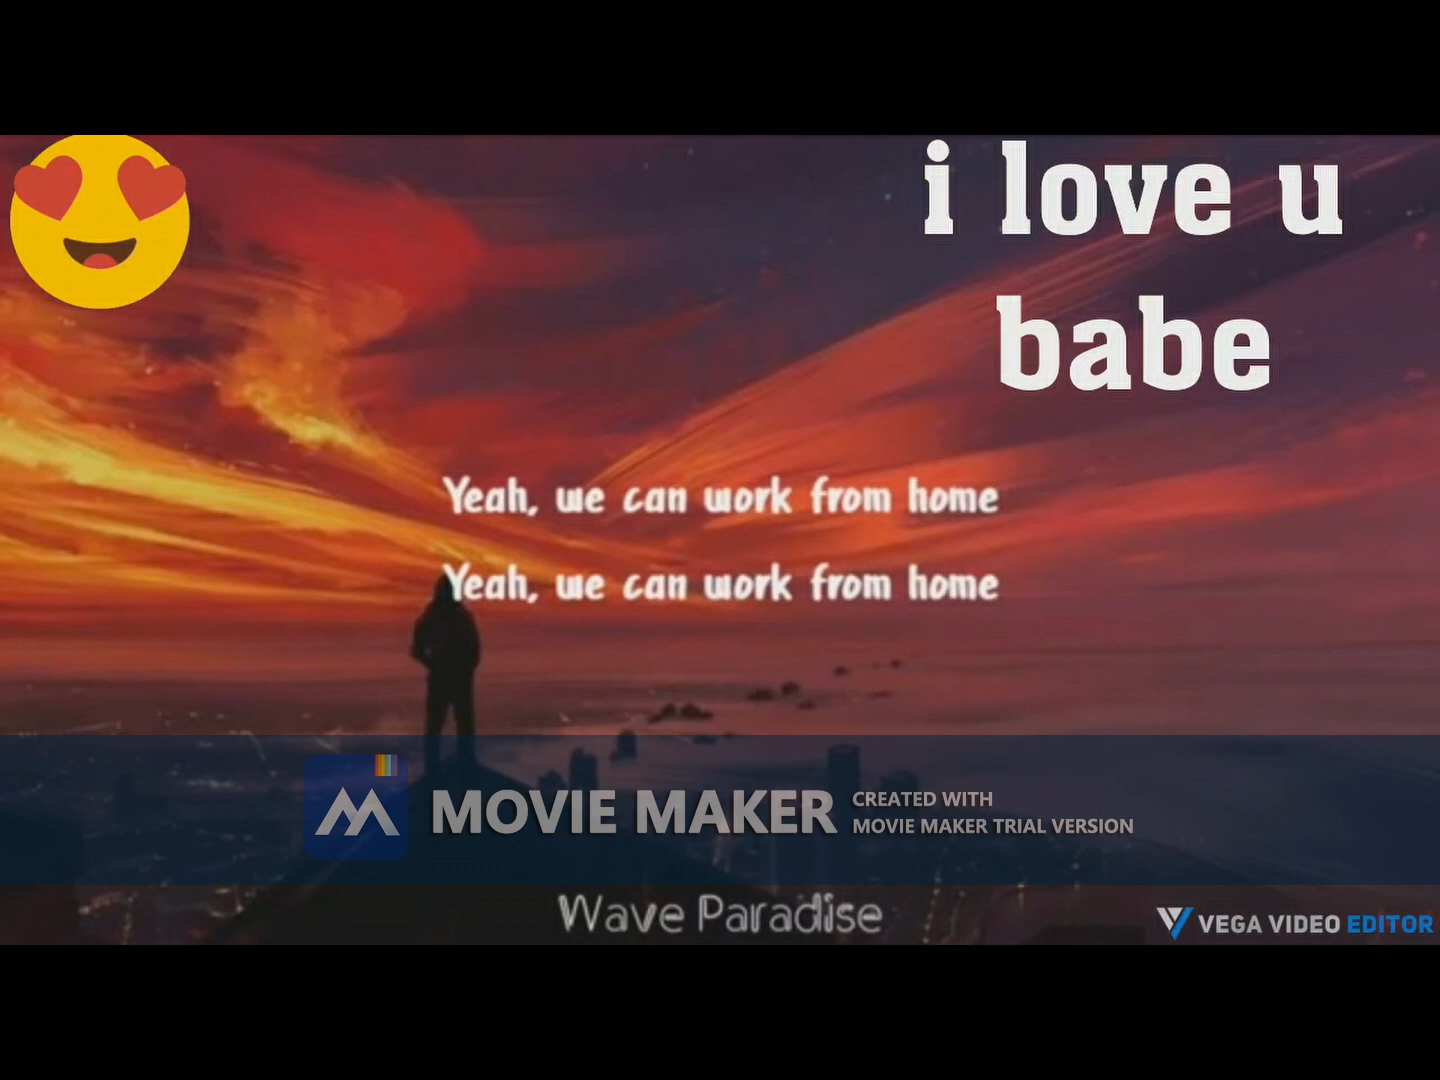 i love u
babe
Yeah, we can work from home
Yeah, we can work from home
MOVIE MAKER
CREATED WITH
MOVIE MAKER TRIAL VERSION
Wave Paradise
VEGA VIDEO EDITOR